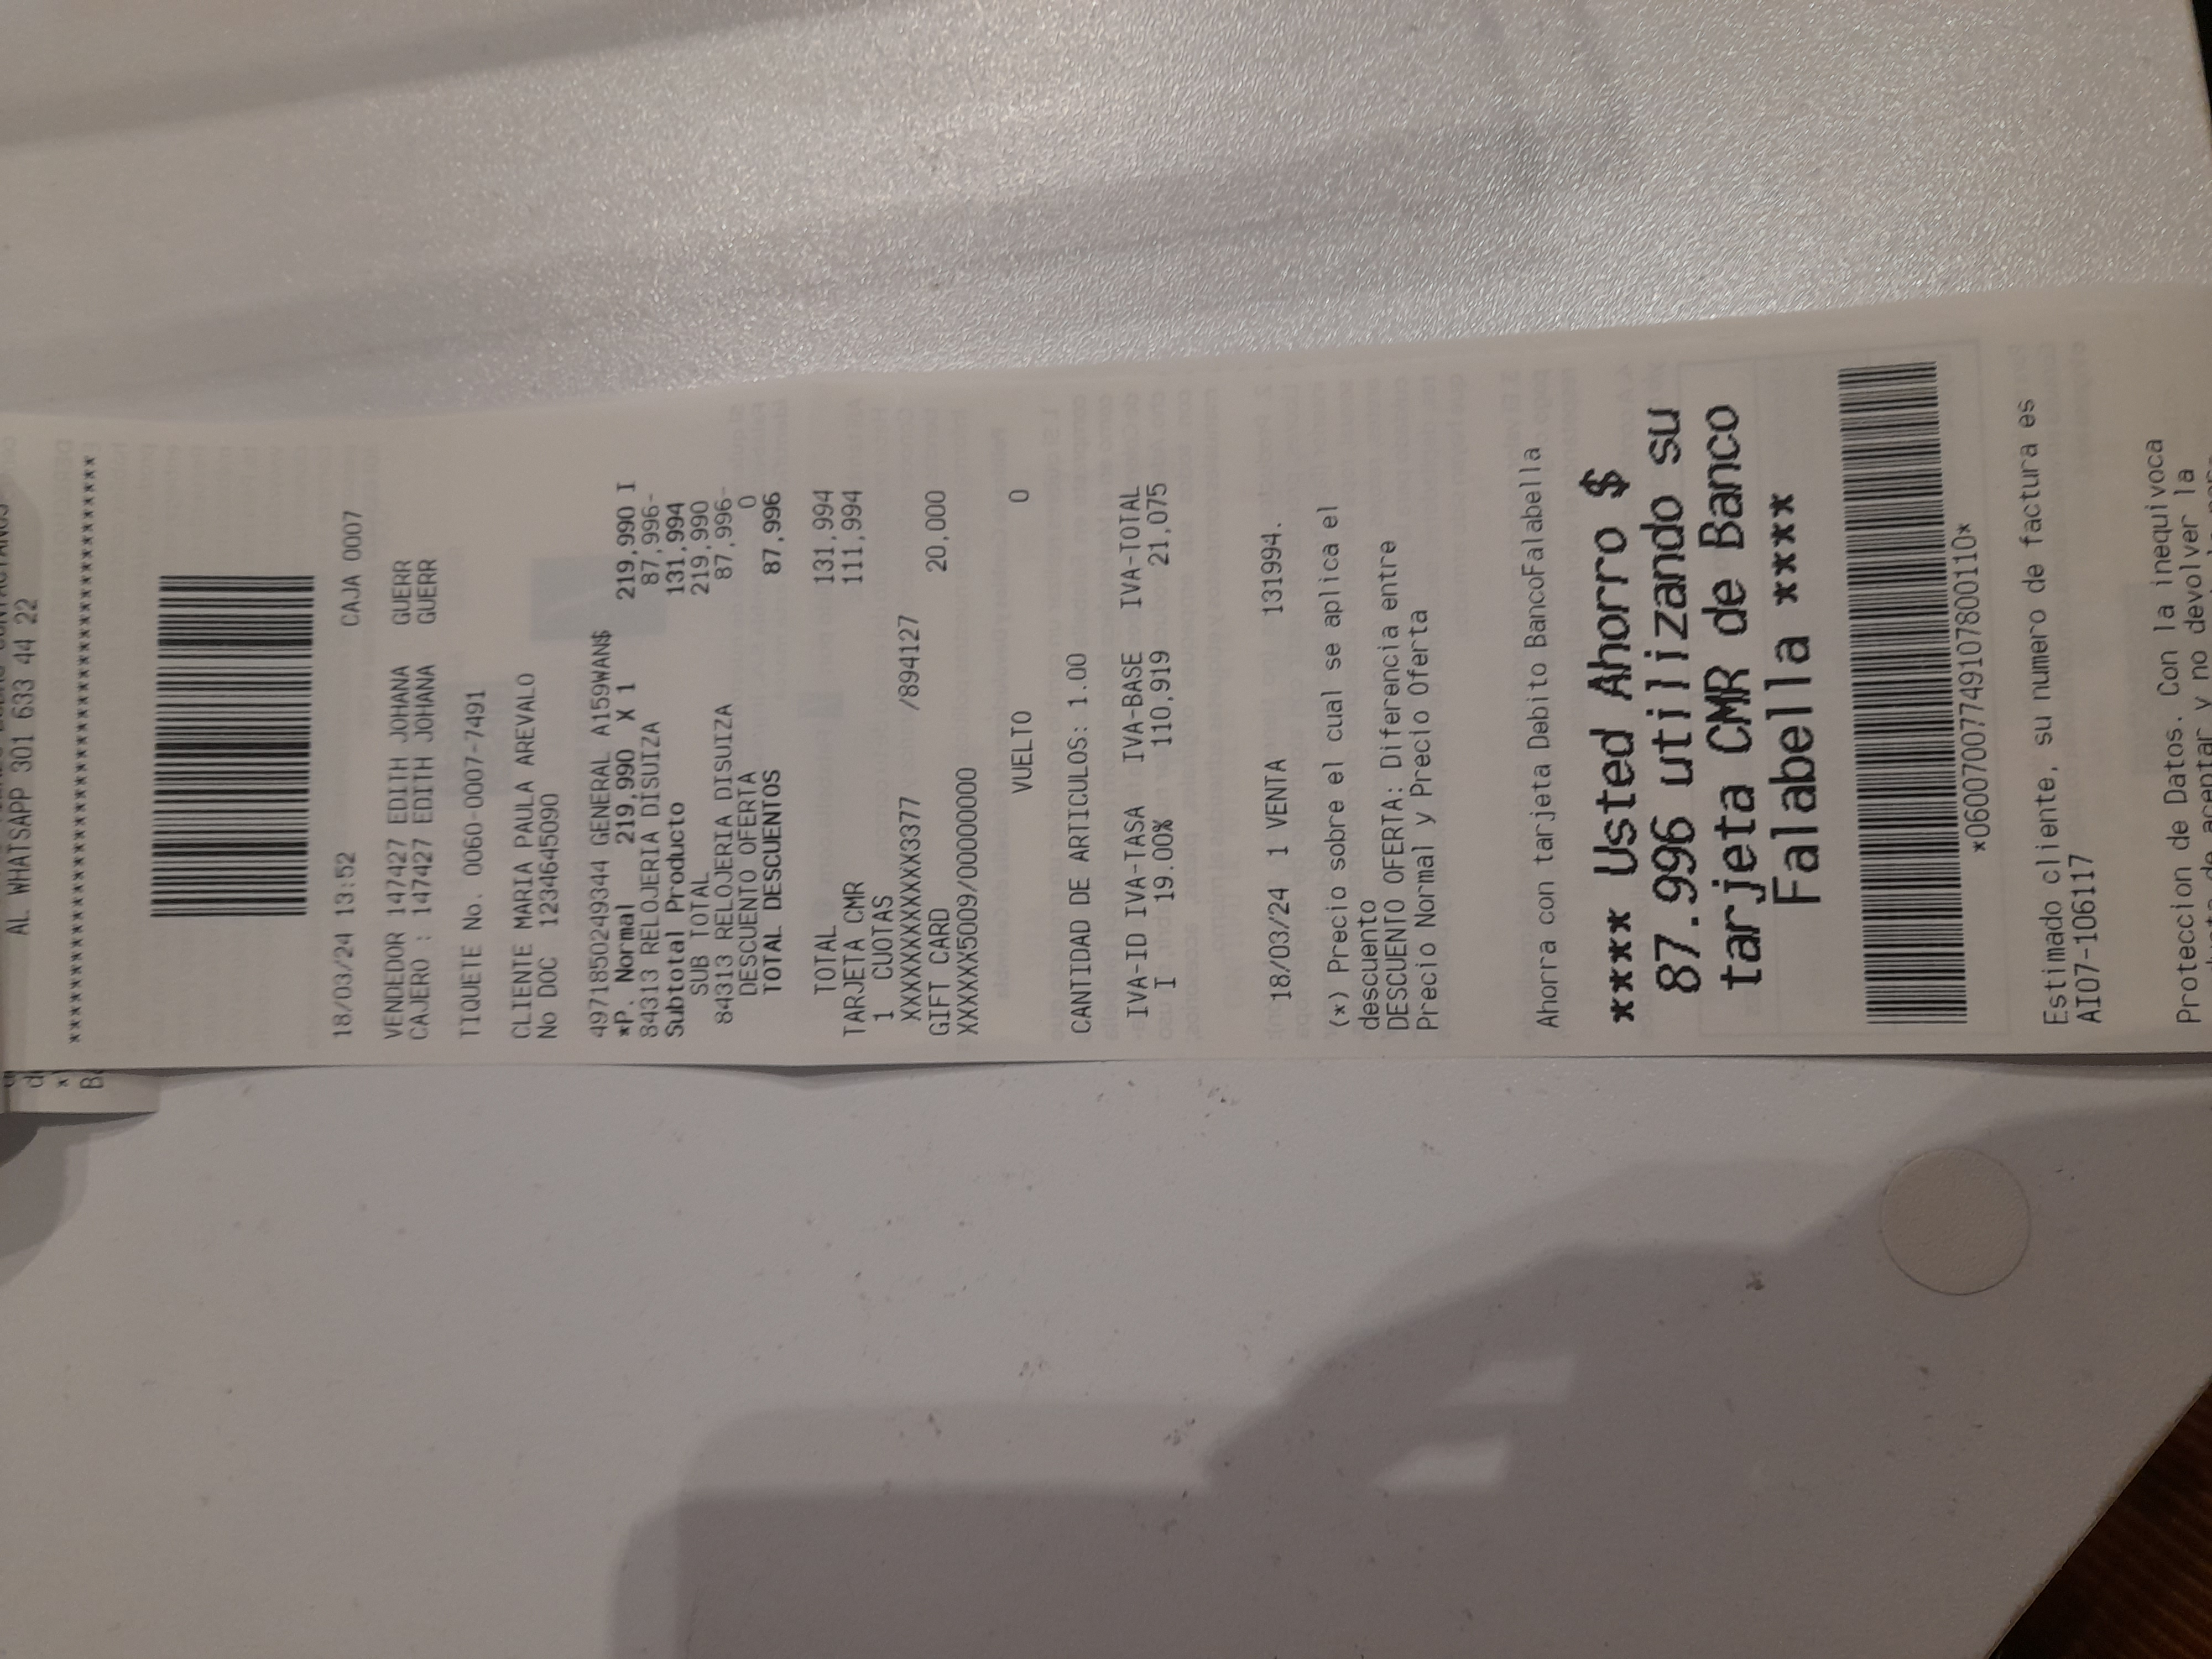 AL WHATSAPP 301 633 44 22
18/03/24 13:52 CAJA 0007
VENDEDOR 147427 EDITH JOHANA GUERR
CAJERO : 147427 EDITH JOHANA GUERR
TIQUETE No. 0060-0007-7491
CLIENTE MARIA PAULA AREVALO
No DOC 1234645090
4971850249344 GENERAL A159WAN$
*P. Normal 219,990 X 1 219,990 I
84313 RELOJERIA DISUIZA 87,996-
Subtotal Producto 131,994
SUB TOTAL 219,990
84313 RELOJERIA DISUIZA 87,996-
DESCUENTO OFERTA 0
TOTAL DESCUENTOS 87,996
TOTAL 131,994
TARJETA CMR 111,994
1 CUOTAS
XXXXXXXXXXXX3377 /894127
GIFT CARD 20,000
XXXXXX5009/00000000
VUELTO 0
CANTIDAD DE ARTICULOS: 1.00
IVA-ID IVA-TASA IVA-BASE IVA-TOTAL
I 19.00% 110,919 21,075
18/03/24 1 VENTA 131994.
(*) Precio sobre el cual se aplica el
descuento
DESCUENTO OFERTA: Diferencia entre
Precio Normal y Precio Oferta
Ahorra con tarjeta Debito BancoFalabella
**** Usted Ahorro $
87.996 utilizando su
tarjeta CMR de Banco
Falabella ****
*0600700774910780011O*
Estimado cliente, su numero de factura es
AI07-106117
Proteccion de Datos. Con la inequivoca
de aceptar y no devolver la